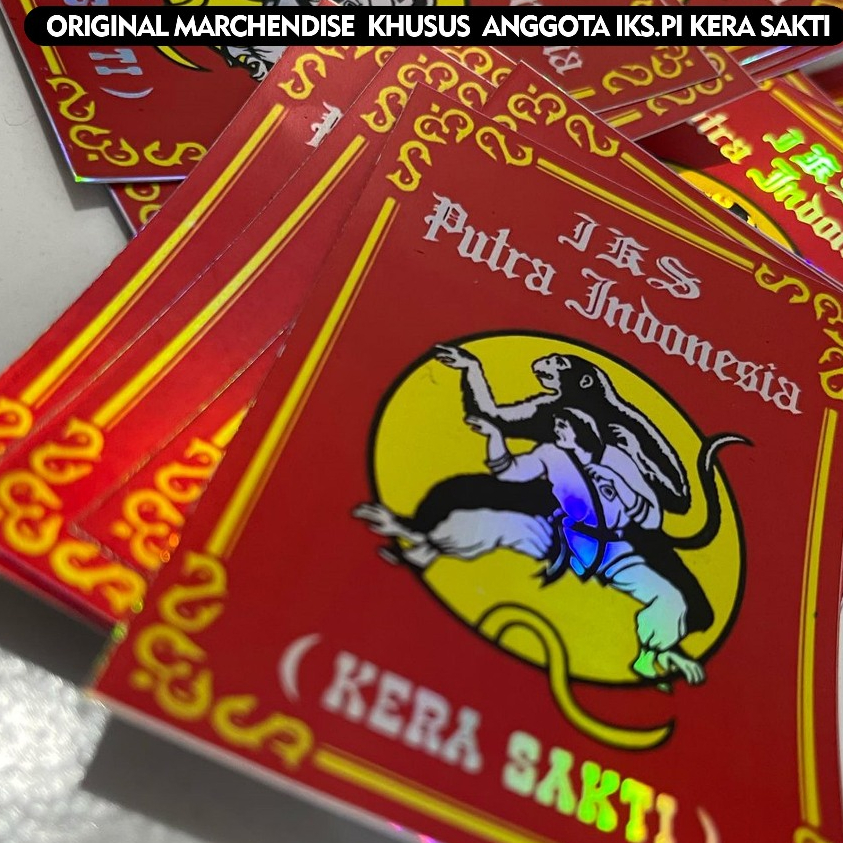 ORIGINAL MARCHENDISE KHUSUS ANGGOTA IKS.PI KERA SAKTI
IKS
Putra Indonesia
( KERA SAKTI )